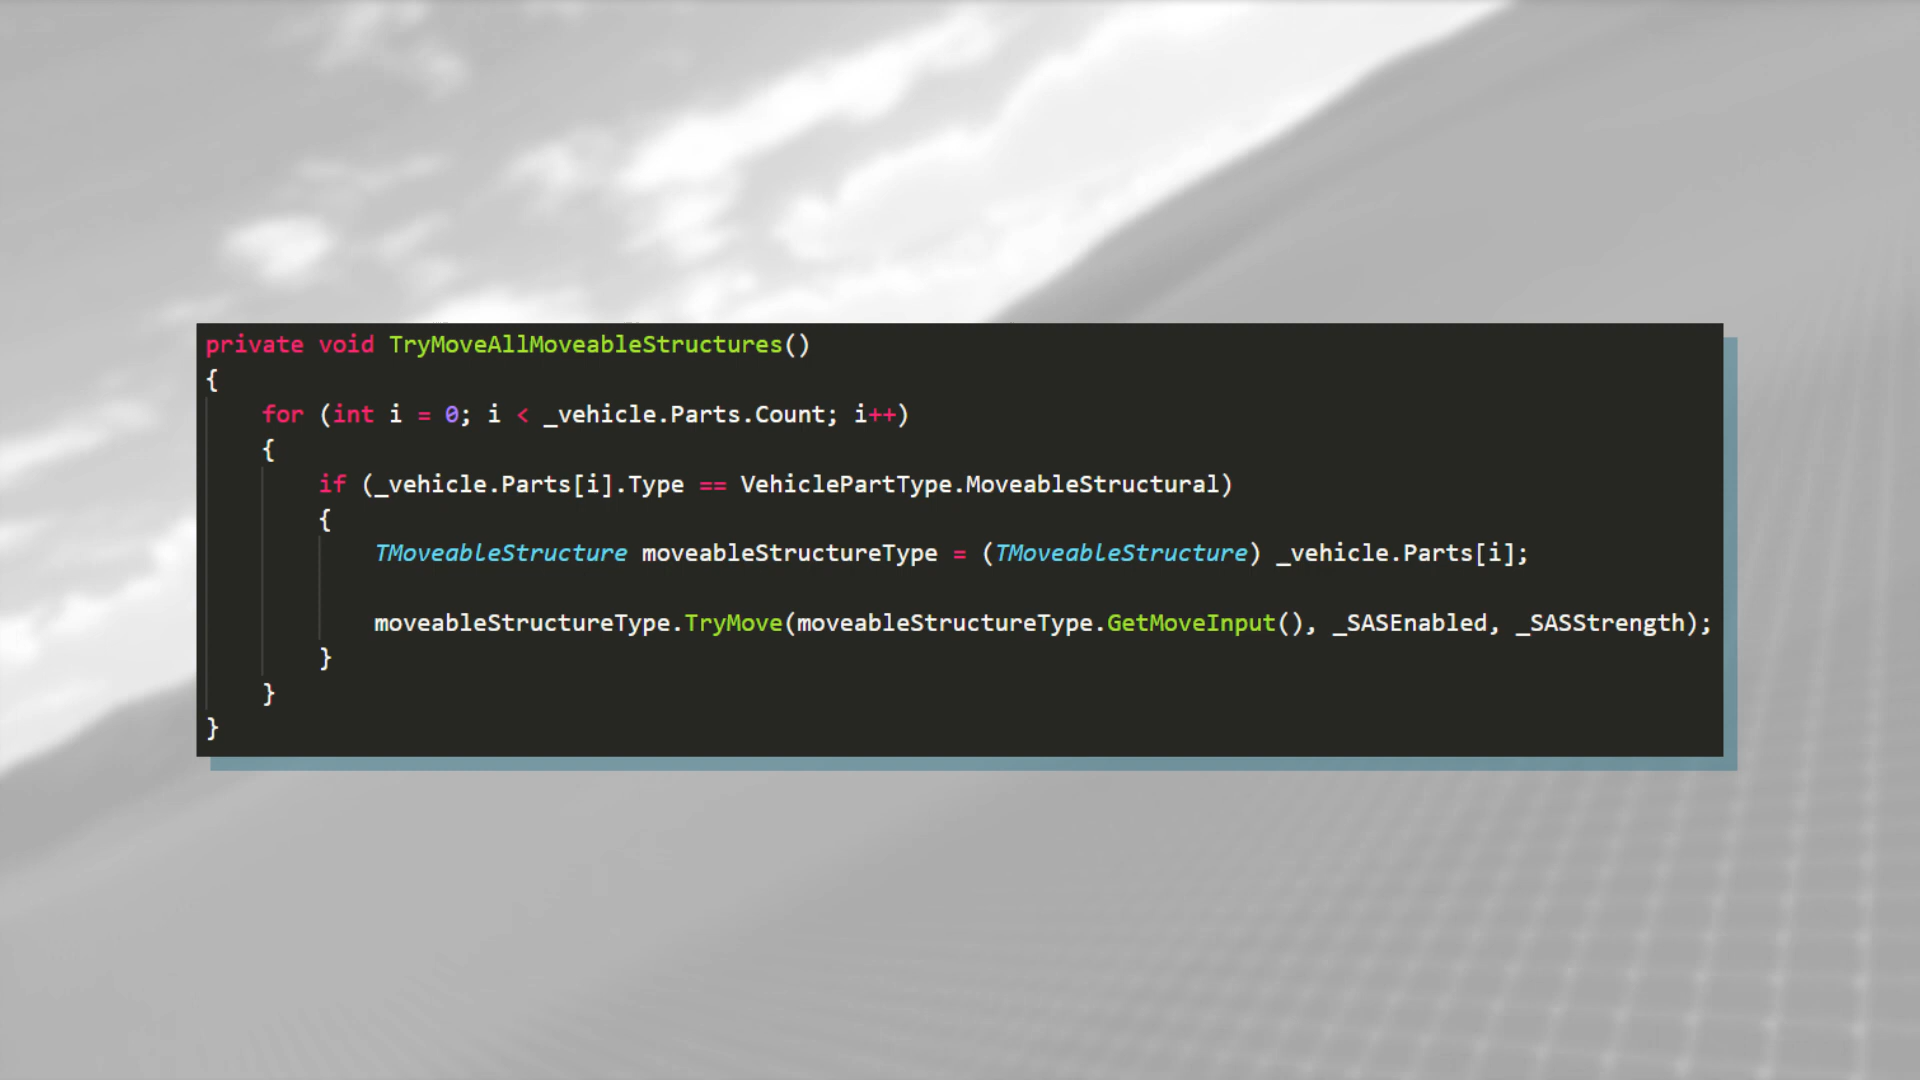 private void TryMoveAllMoveableStructures()
{
for (int i = 0; i < _vehicle.Parts.Count; i++)
{
if (_vehicle.Parts[i].Type == VehiclePartType.MoveableStructural)
{
TMoveableStructure moveableStructureType = (TMoveableStructure) _vehicle.Parts[i];
moveableStructureType.TryMove(moveableStructureType.GetMoveInput(), _SASEnabled, _SASStrength);
}
}
}